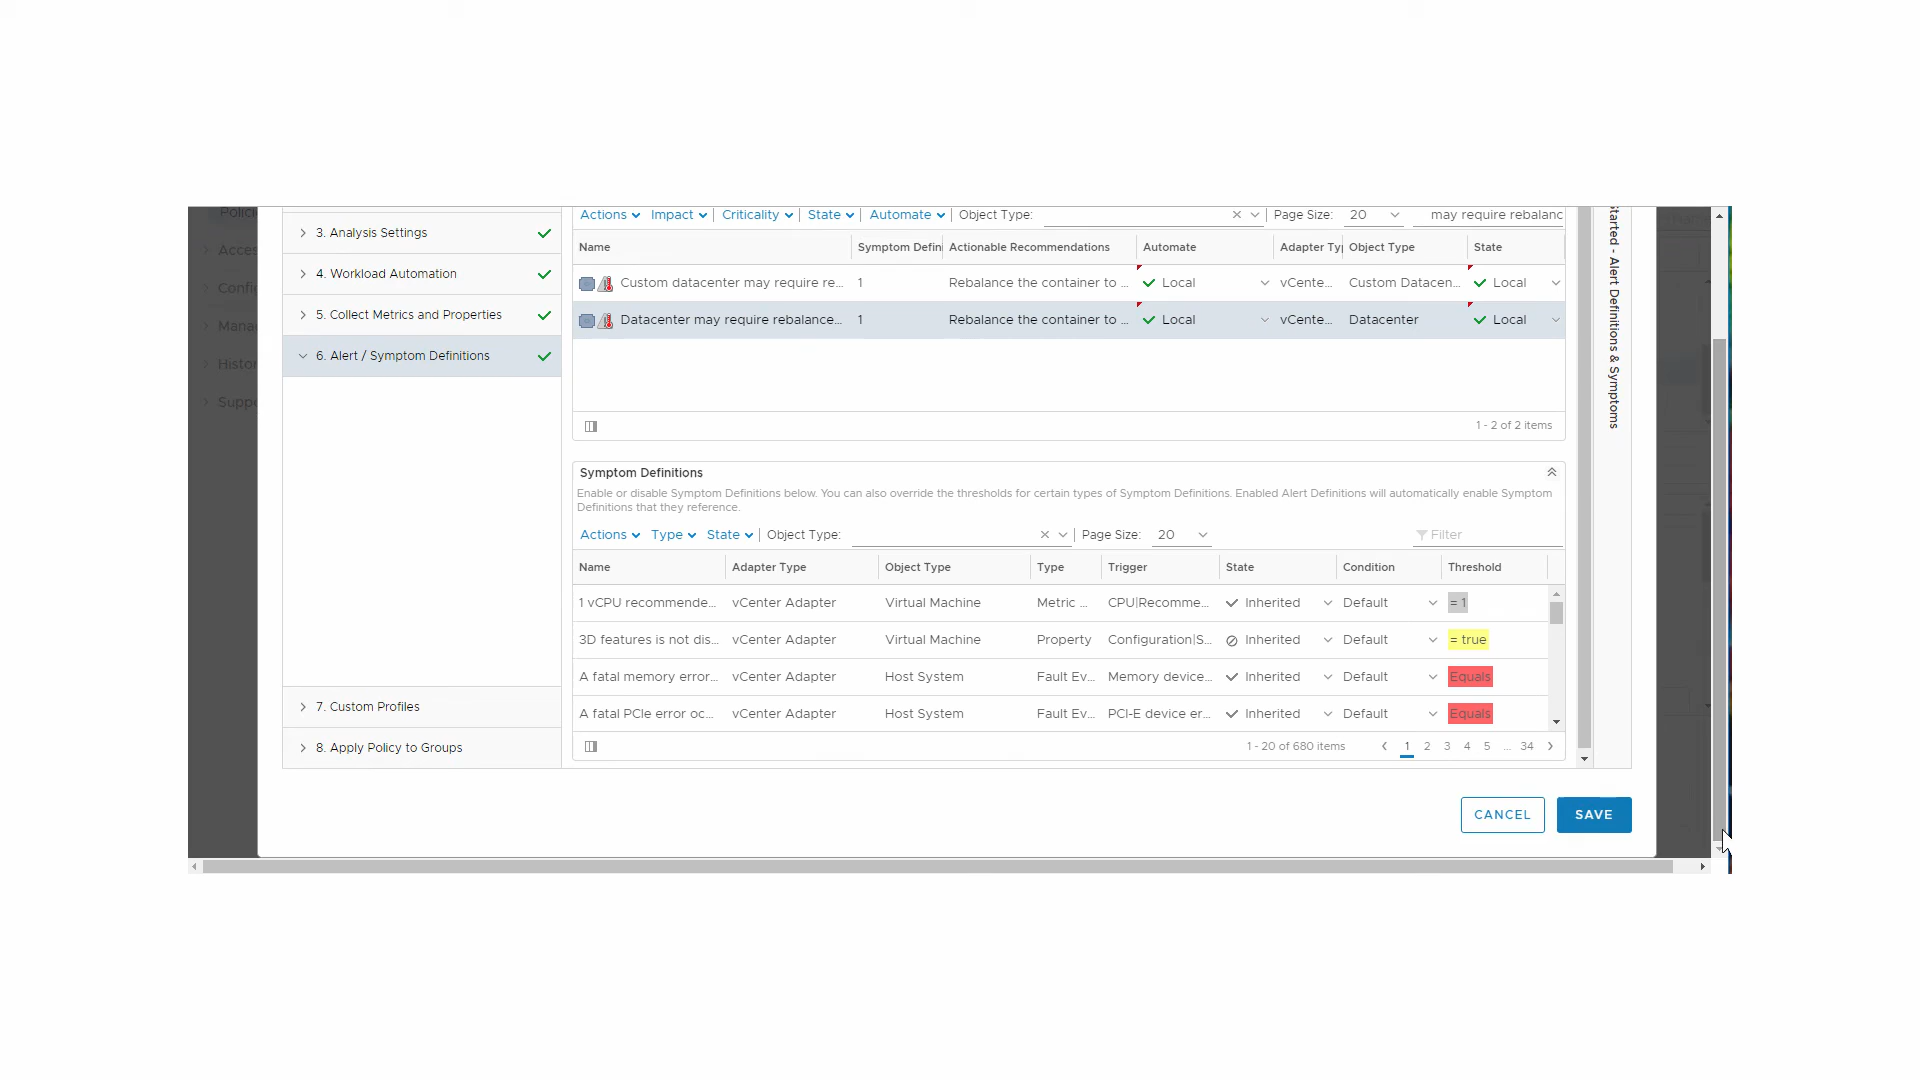 Polici
Acces
Confi
Mana
Histo
Suppo
3. Analysis Settings
4. Workload Automation
5. Collect Metrics and Properties
6. Alert / Symptom Definitions
7. Custom Profiles
8. Apply Policy to Groups
Actions Impact Criticality State Automate Object Type: Page Size: 20 may require rebalanc
Name Symptom Defin Actionable Recommendations Automate Adapter Ty Object Type State
Custom datacenter may require re... 1 Rebalance the container to ... Local vCente... Custom Datacen... Local
Datacenter may require rebalance... 1 Rebalance the container to ... Local vCente... Datacenter Local
1 - 2 of 2 items
Symptom Definitions
Enable or disable Symptom Definitions below. You can also override the thresholds for certain types of Symptom Definitions. Enabled Alert Definitions will automatically enable Symptom
Definitions that they reference.
Actions Type State Object Type: Page Size: 20 Filter
Name Adapter Type Object Type Type Trigger State Condition Threshold
1 vCPU recommende... vCenter Adapter Virtual Machine Metric ... CPU|Recomme... Inherited Default = 1
3D features is not dis... vCenter Adapter Virtual Machine Property Configuration|S... Inherited Default = true
A fatal memory error... vCenter Adapter Host System Fault Ev... Memory device... Inherited Default Equals
A fatal PCIe error oc... vCenter Adapter Host System Fault Ev... PCI-E device er... Inherited Default Equals
1 - 20 of 680 items 1 2 3 4 5 ... 34
Started - Alert Definitions & Symptoms
CANCEL SAVE